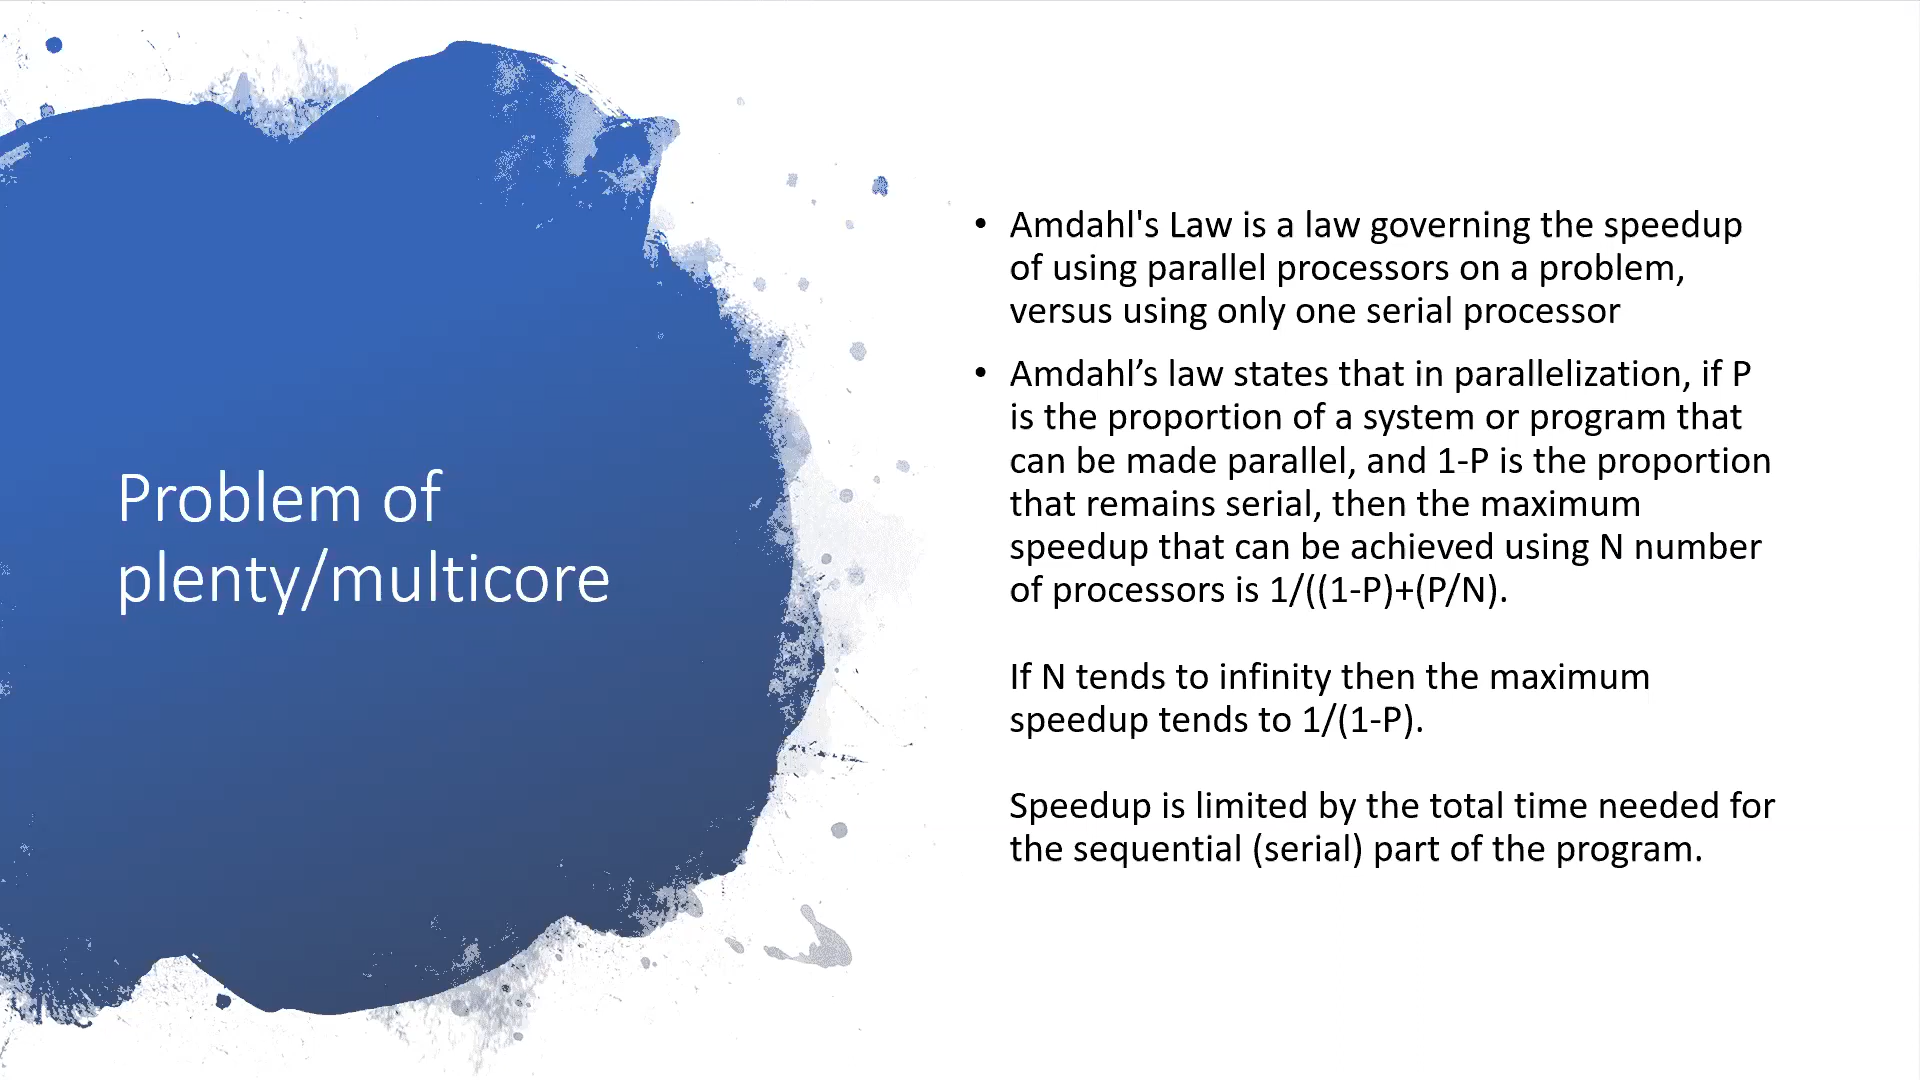 Problem of
plenty/multicore
• Amdahl's Law is a law governing the speedup
of using parallel processors on a problem,
versus using only one serial processor
• Amdahl’s law states that in parallelization, if P
is the proportion of a system or program that
can be made parallel, and 1-P is the proportion
that remains serial, then the maximum
speedup that can be achieved using N number
of processors is 1/((1-P)+(P/N).
If N tends to infinity then the maximum
speedup tends to 1/(1-P).
Speedup is limited by the total time needed for
the sequential (serial) part of the program.